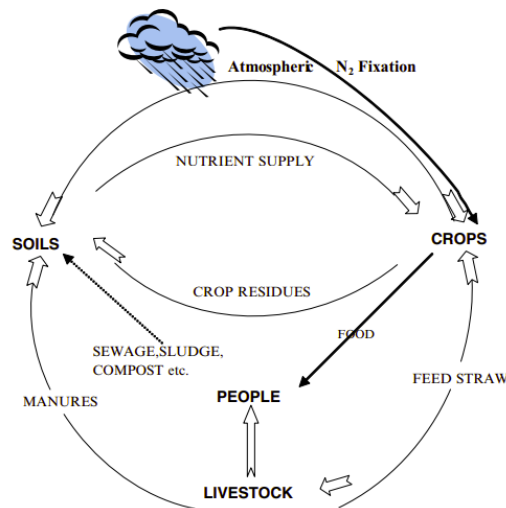 Atmospheric N₂ Fixation
NUTRIENT SUPPLY
SOILS
CROPS
CROP RESIDUES
FOOD
SEWAGE,SLUDGE,
COMPOST etc.
FEED STRAW
MANURES
PEOPLE
LIVESTOCK